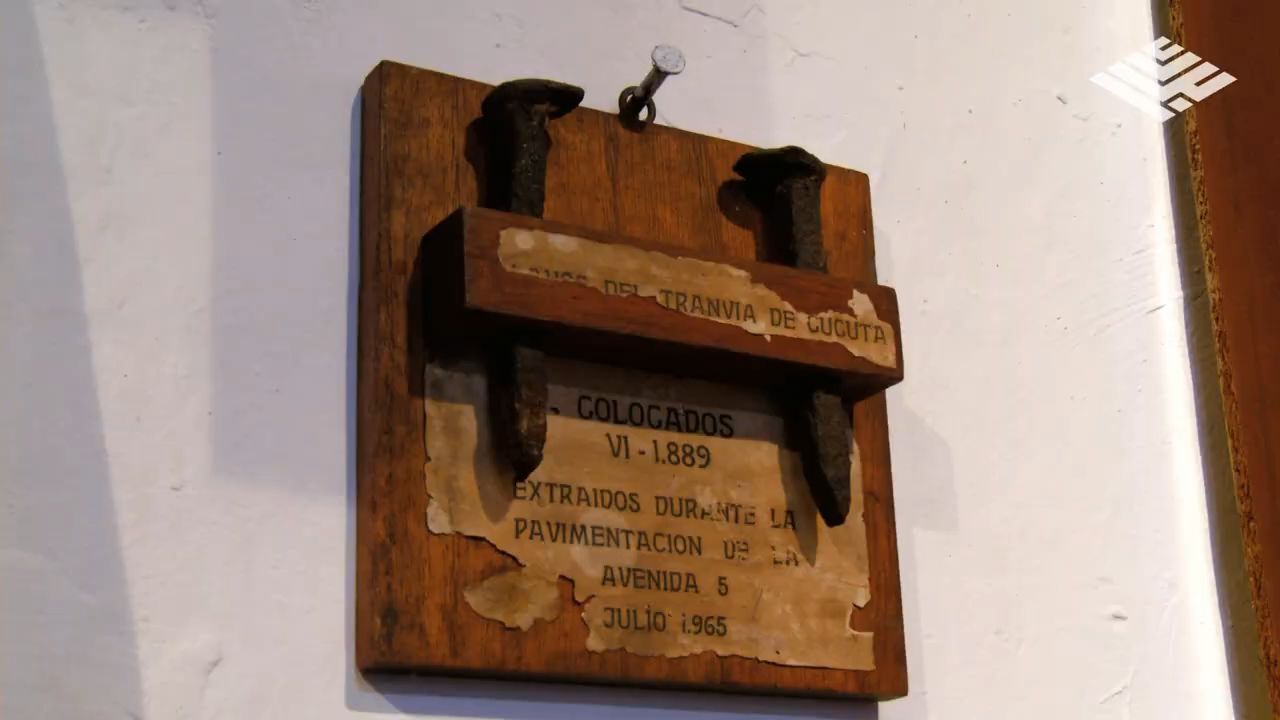 DEL TRANVIA DE CUCUTA
- COLOCADOS
VI - 1.889
EXTRAIDOS DURANTE LA
PAVIMENTACION DE LA
AVENIDA 5
JULIO 1.965